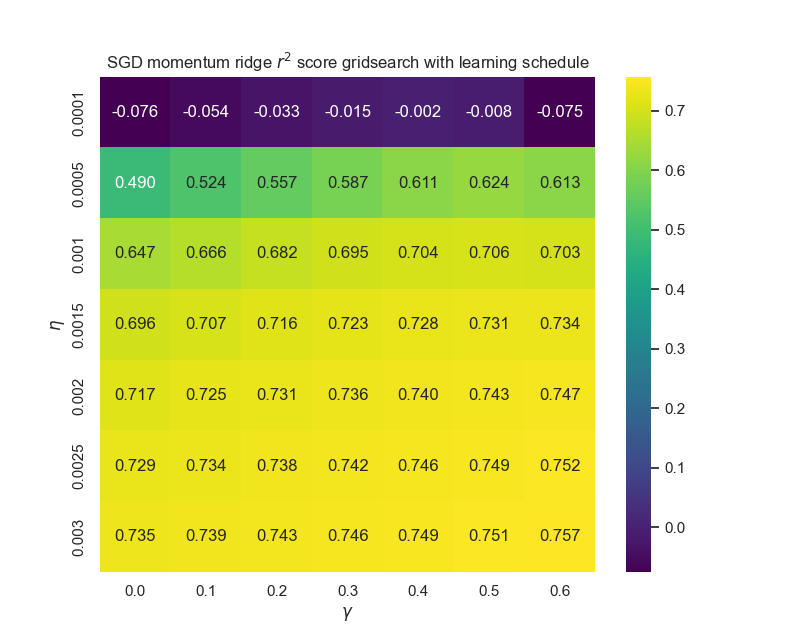 SGD momentum ridge r² score gridsearch with learning schedule
0.0001 -0.076 -0.054 -0.033 -0.015 -0.002 -0.008 -0.075
0.0005 0.490 0.524 0.557 0.587 0.611 0.624 0.613
0.001 0.647 0.666 0.682 0.695 0.704 0.706 0.703
0.0015 0.696 0.707 0.716 0.723 0.728 0.731 0.734
0.002 0.717 0.725 0.731 0.736 0.740 0.743 0.747
0.0025 0.729 0.734 0.738 0.742 0.746 0.749 0.752
0.003 0.735 0.739 0.743 0.746 0.749 0.751 0.757
η
0.0 0.1 0.2 0.3 0.4 0.5 0.6
γ
0.7
0.6
0.5
0.4
0.3
0.2
0.1
0.0